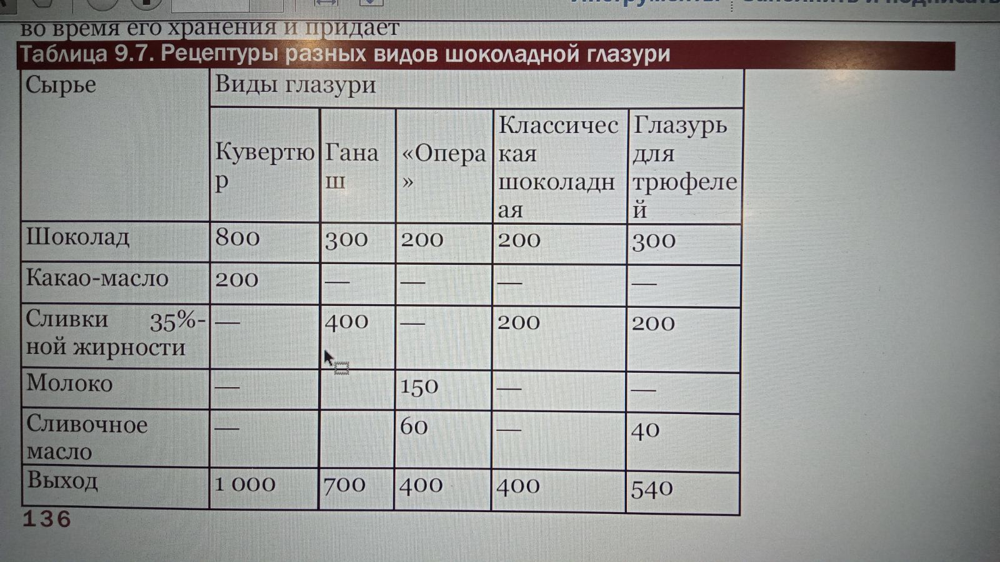 во время его хранения и придает
Таблица 9.7. Рецептуры разных видов шоколадной глазури
Сырье Виды глазури
Кувертю
р
Гана
ш
«Опера
»
Классичес
кая
шоколадн
ая
Глазурь
для
трюфеле
й
Шоколад 800 300 200 200 300
Какао-масло 200 — — — —
Сливки 35%- — 400 — 200 200
ной жирности
Молоко — 150 — —
Сливочное — 60 — 40
масло
Выход 1 000 700 400 400 540
136